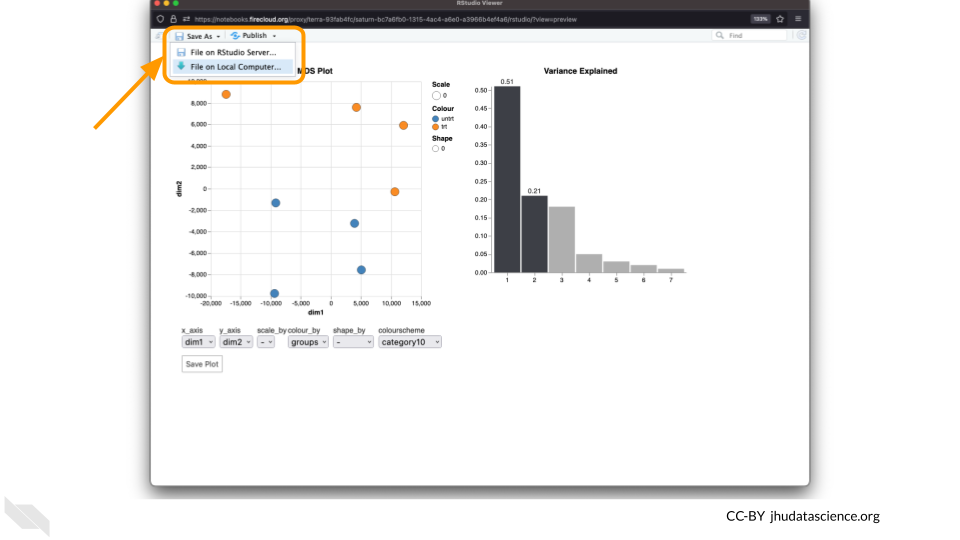 RStudio Viewer
https://notebooks.firecloud.org/proxy/terra-93fab4fc/saturn-bc7a6fb0-1315-4ac4-a6e0-a3966b4ef4a6/rstudio/?view=preview
133%
Save As
Publish
Find
File on RStudio Server...
File on Local Computer...
MDS Plot
Variance Explained
10,000
8,000
6,000
4,000
2,000
0
-2,000
-4,000
-6,000
-8,000
-10,000
dim2
-20,000 -15,000 -10,000 -5,000 0 5,000 10,000 15,000
dim1
Scale
0
Colour
untrt
trt
Shape
0
0.50
0.45
0.40
0.35
0.30
0.25
0.20
0.15
0.10
0.05
0.00
0.51
0.21
1 2 3 4 5 6 7
x_axis y_axis scale_by colour_by shape_by colourscheme
dim1 dim2 - groups - category10
Save Plot
CC-BY jhudatascience.org